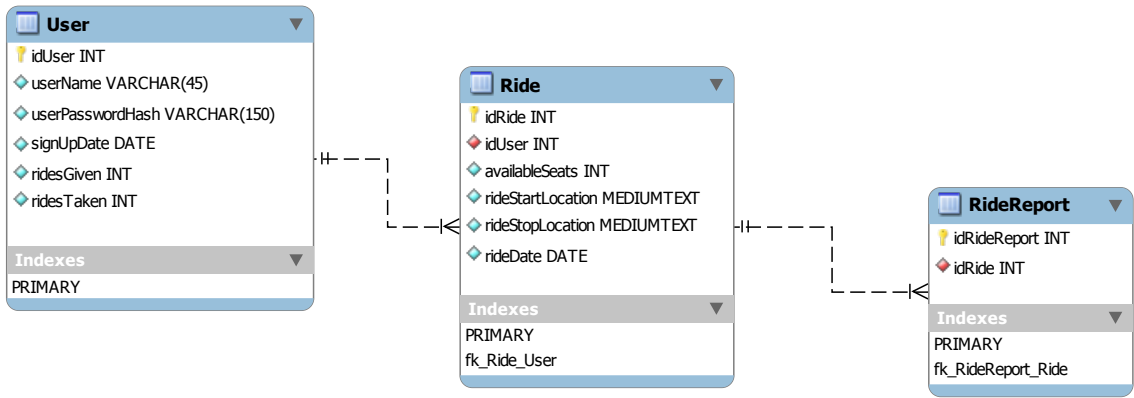 User
idUser INT
userName VARCHAR(45)
userPasswordHash VARCHAR(150)
signUpDate DATE
ridesGiven INT
ridesTaken INT
Indexes
PRIMARY
Ride
idRide INT
idUser INT
availableSeats INT
rideStartLocation MEDIUMTEXT
rideStopLocation MEDIUMTEXT
rideDate DATE
Indexes
PRIMARY
fk_Ride_User
RideReport
idRideReport INT
idRide INT
Indexes
PRIMARY
fk_RideReport_Ride